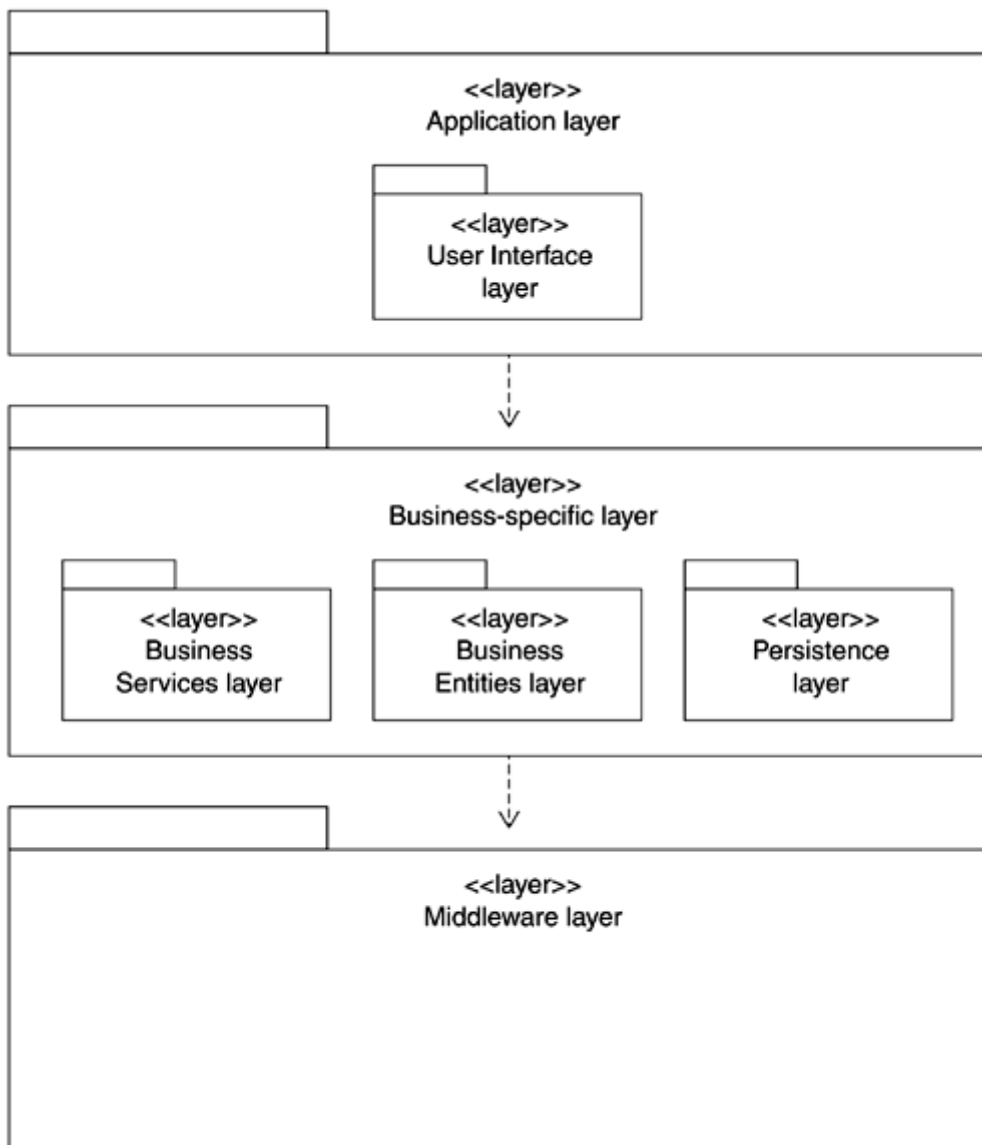 <<layer>>
Application layer
<<layer>>
User Interface
layer
<<layer>>
Business-specific layer
<<layer>>
Business
Services layer
<<layer>>
Business
Entities layer
<<layer>>
Persistence
layer
<<layer>>
Middleware layer